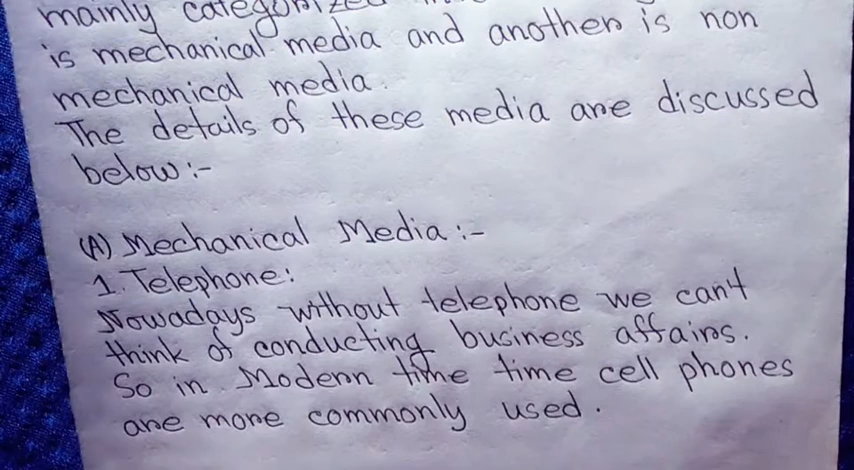 mainly categorized
is mechanical media and another is non
mechanical media.
The details of these media are discussed
below:-
(A) Mechanical Media:-
1. Telephone:
Nowadays without telephone we can't
think of conducting business affairs.
So in Modern time time cell phones
are more commonly used.